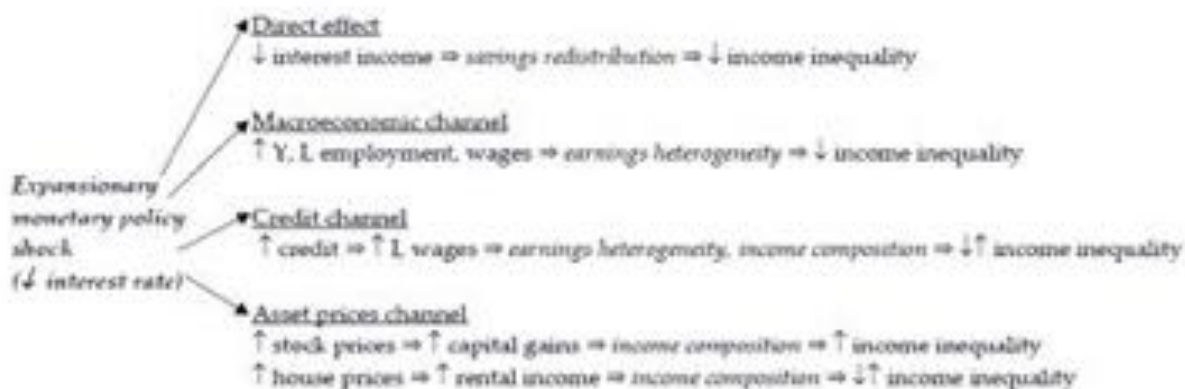 Direct effect
↓ interest income ⇒ savings redistribution ⇒ ↓ income inequality
Macroeconomic channel
↑ Y, L employment, wages ⇒ earnings heterogeneity ⇒ ↓ income inequality
Expansionary
monetary policy
shock
(↓ interest rate)
Credit channel
↑ credit ⇒ ↑ L wages ⇒ earnings heterogeneity, income composition ⇒ ↓↑ income inequality
Asset prices channel
↑ stock prices ⇒ ↑ capital gains ⇒ income composition ⇒ ↑ income inequality
↑ house prices ⇒ ↑ rental income ⇒ income composition ⇒ ↓↑ income inequality